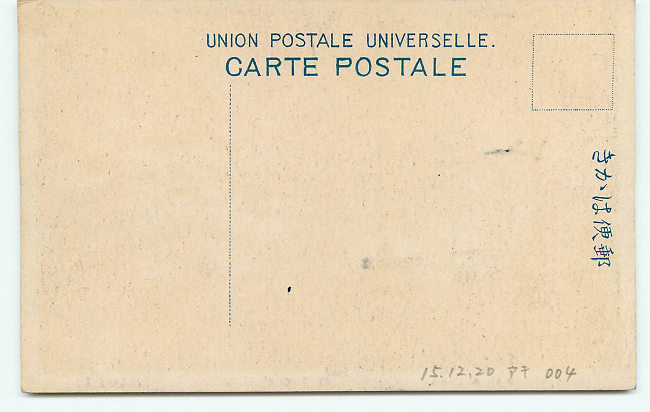 UNION POSTALE UNIVERSELLE.
CARTE POSTALE
郵便はかき
15.12.20 004